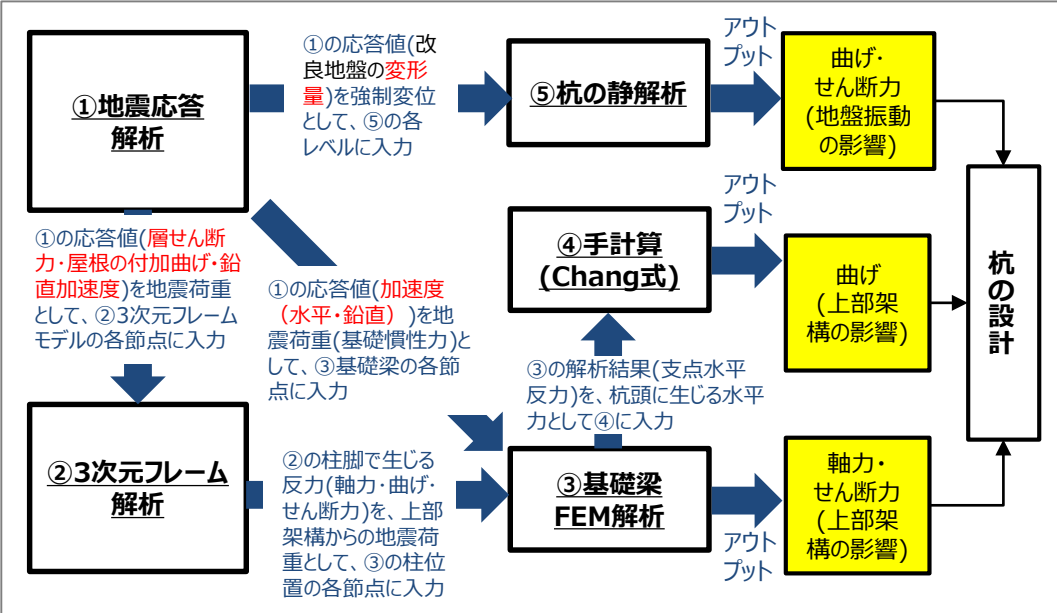 ①地震応答
解析
①の応答値(改
良地盤の変形
量)を強制変位
として、⑤の各
レベルに入力
⑤杭の静解析
アウト
プット
曲げ・
せん断力
(地盤振動
の影響)
①の応答値(層せん断
力・屋根の付加曲げ・鉛
直加速度)を地震荷重
として、②3次元フレーム
モデルの各節点に入力
①の応答値(加速度
（水平・鉛直）)を地
震荷重(基礎慣性力)と
して、③基礎梁の各節
点に入力
④手計算
(Chang式)
アウト
プット
曲げ
(上部架
構の影響)
③の解析結果(支点水平
反力)を、杭頭に生じる水平
力として④に入力
②3次元フレーム
解析
②の柱脚で生じる
反力(軸力・曲げ・
せん断力)を、上部
架構からの地震荷
重として、③の柱位
置の各節点に入力
③基礎梁
FEM解析
アウト
プット
軸力・
せん断力
(上部架
構の影響)
杭の設計